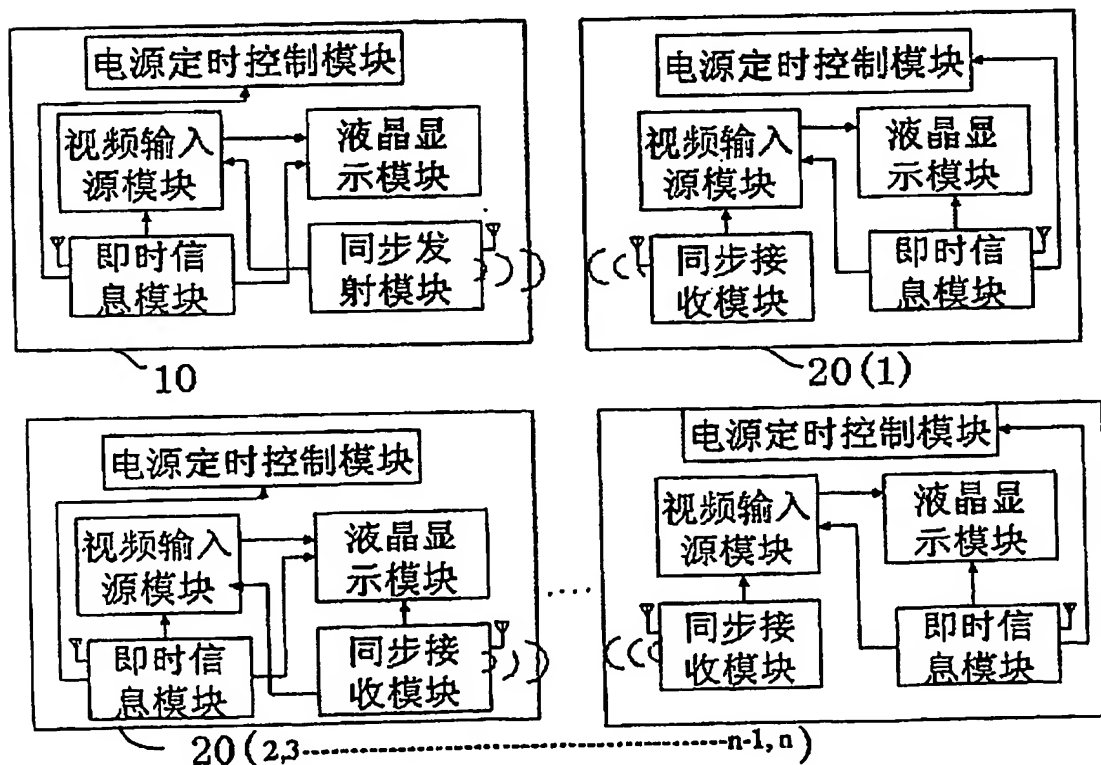 电源定时控制模块
视频输入
源模块
液晶显
示模块
即时信
息模块
同步发
射模块
10
电源定时控制模块
视频输入
源模块
液晶显
示模块
同步接
收模块
即时信
息模块
20(1)
电源定时控制模块
视频输入
源模块
液晶显
示模块
即时信
息模块
同步接
收模块
电源定时控制模块
视频输入
源模块
液晶显
示模块
同步接
收模块
即时信
息模块
20(2,3---------------------------n-1,n)